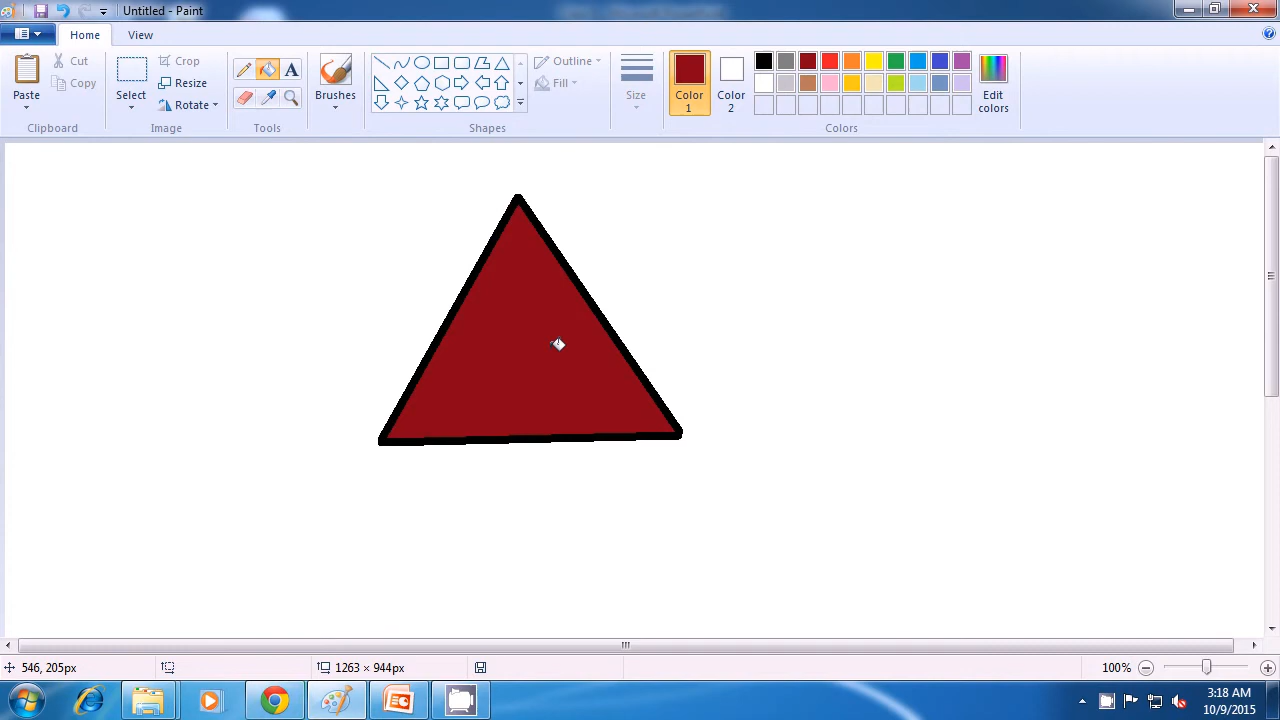 Untitled - Paint
Home View
Paste Cut Copy
Clipboard
Select Crop Resize Rotate
Image
A
Tools
Brushes
Shapes
Outline Fill
Size
Color 1
Color 2
Edit colors
Colors
546, 205px 1263 × 944px 100%
3:18 AM
10/9/2015